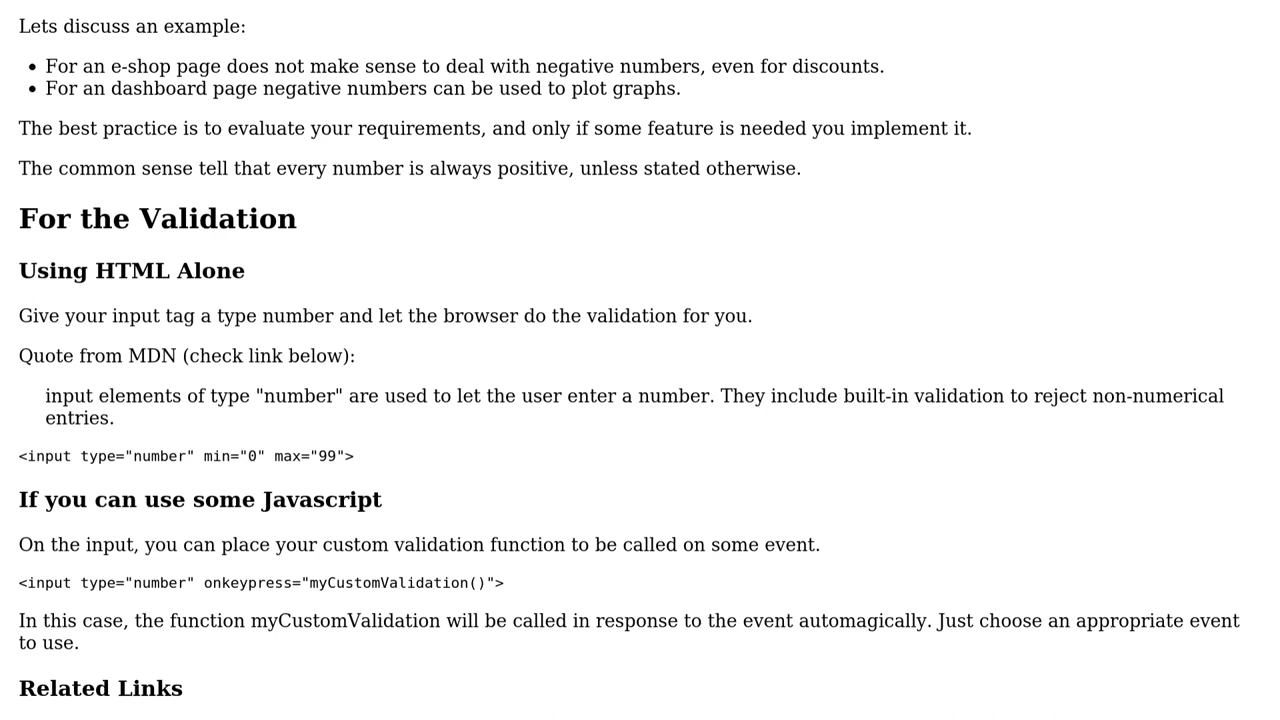 Lets discuss an example:
• For an e-shop page does not make sense to deal with negative numbers, even for discounts.
• For an dashboard page negative numbers can be used to plot graphs.
The best practice is to evaluate your requirements, and only if some feature is needed you implement it.
The common sense tell that every number is always positive, unless stated otherwise.
For the Validation
Using HTML Alone
Give your input tag a type number and let the browser do the validation for you.
Quote from MDN (check link below):
input elements of type "number" are used to let the user enter a number. They include built-in validation to reject non-numerical
entries.
<input type="number" min="0" max="99">
If you can use some Javascript
On the input, you can place your custom validation function to be called on some event.
<input type="number" onkeypress="myCustomValidation()">
In this case, the function myCustomValidation will be called in response to the event automagically. Just choose an appropriate event
to use.
Related Links